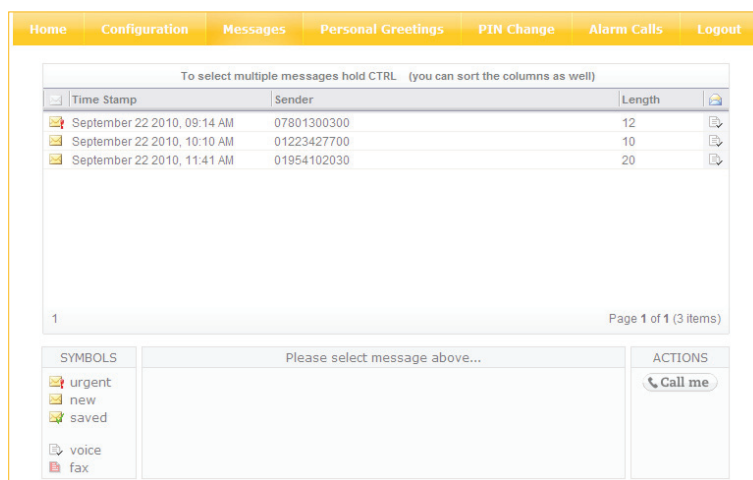 Home Configuration Messages Personal Greetings PIN Change Alarm Calls Logout
To select multiple messages hold CTRL (you can sort the columns as well)
Time Stamp Sender Length
September 22 2010, 09:14 AM 07801300300 12
September 22 2010, 10:10 AM 01223427700 10
September 22 2010, 11:41 AM 01954102030 20
1 Page 1 of 1 (3 items)
SYMBOLS Please select message above... ACTIONS
urgent Call me
new
saved
voice
fax